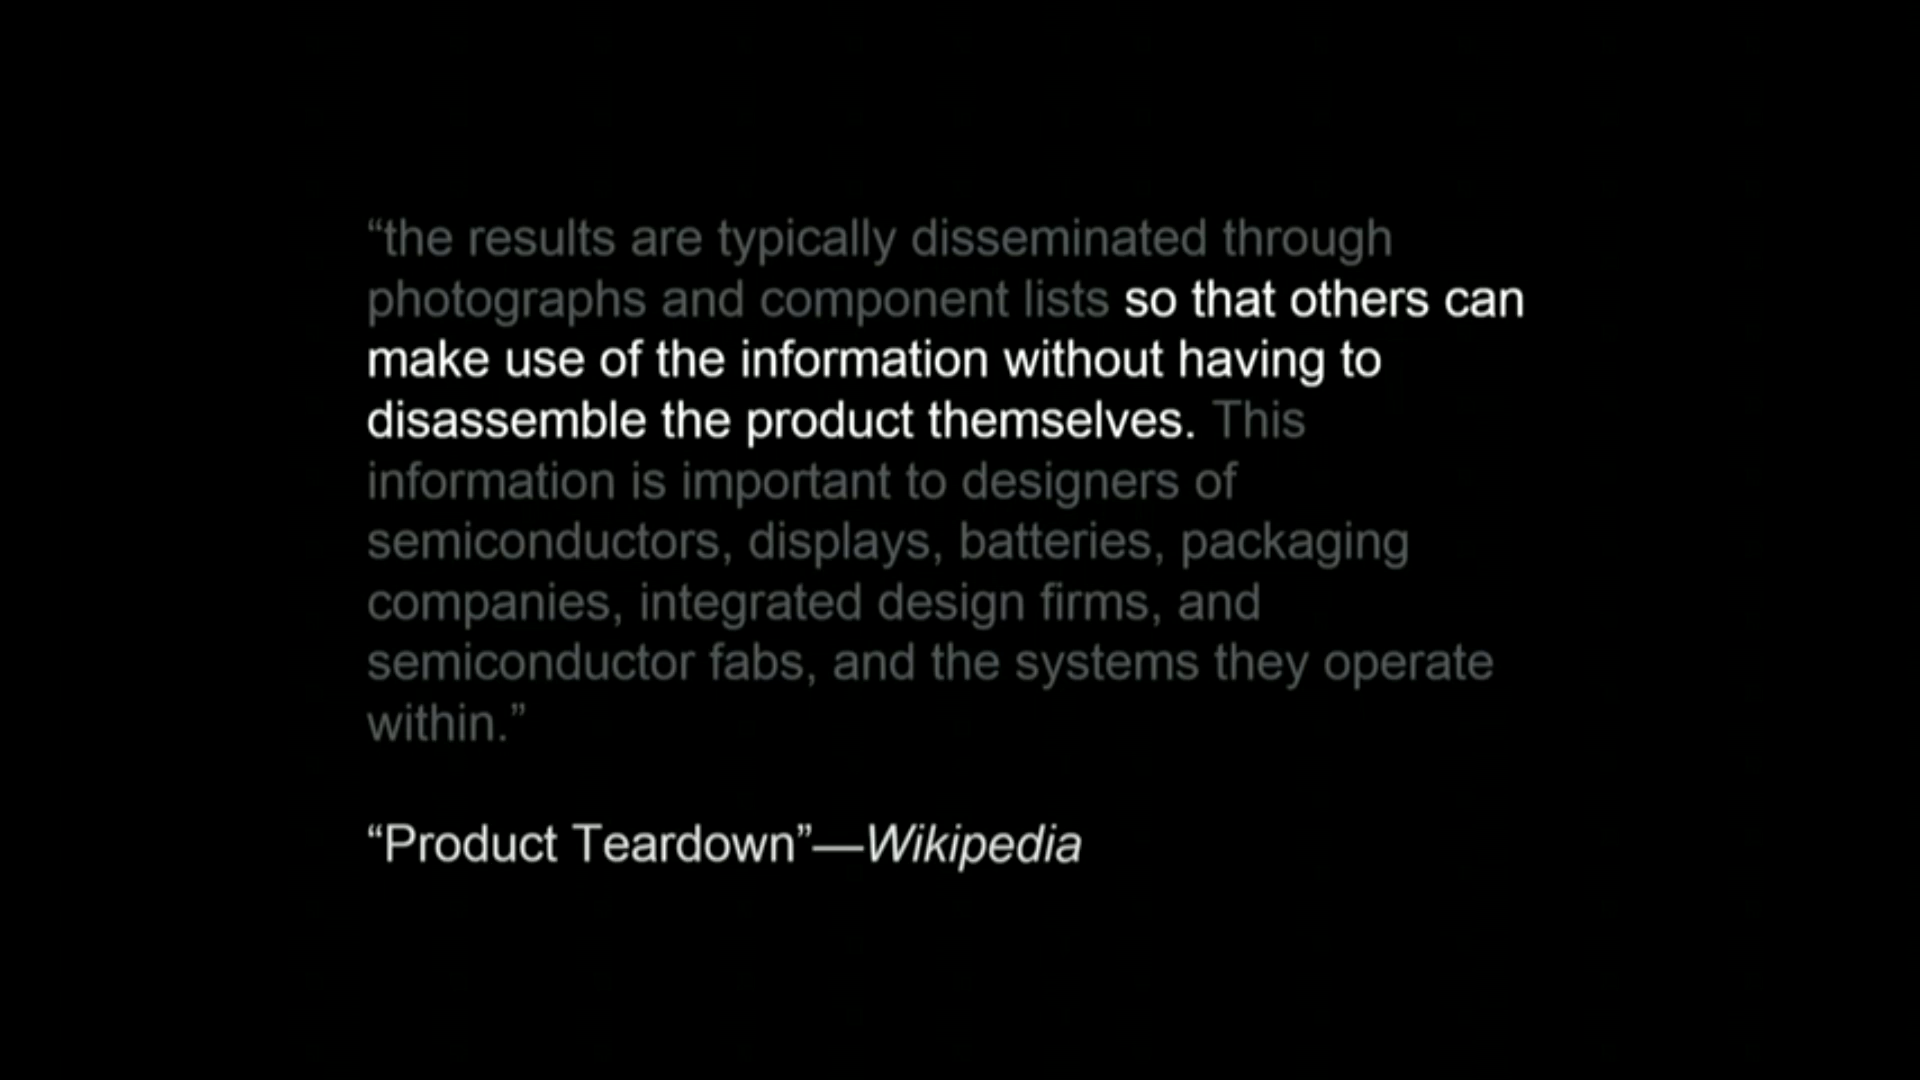 “the results are typically disseminated through
photographs and component lists so that others can
make use of the information without having to
disassemble the product themselves. This
information is important to designers of
semiconductors, displays, batteries, packaging
companies, integrated design firms, and
semiconductor fabs, and the systems they operate
within.”
“Product Teardown”—Wikipedia